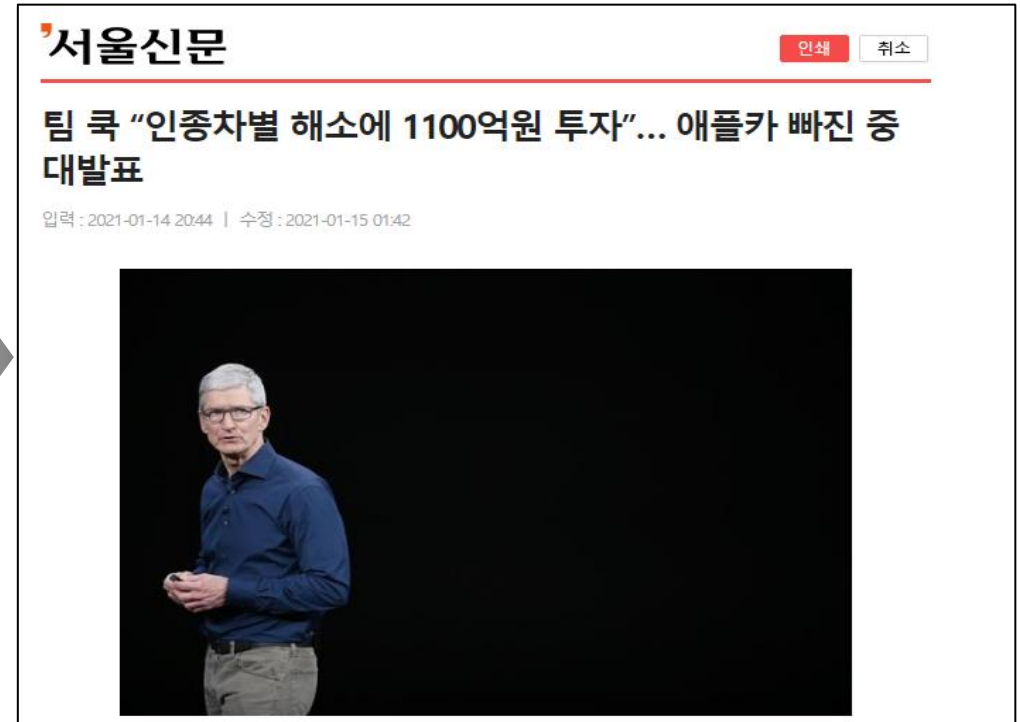 서울신문
인쇄 취소
팀 쿡 “인종차별 해소에 1100억원 투자”... 애플카 빠진 중
대발표
입력 : 2021-01-14 20:44 | 수정 : 2021-01-15 01:42